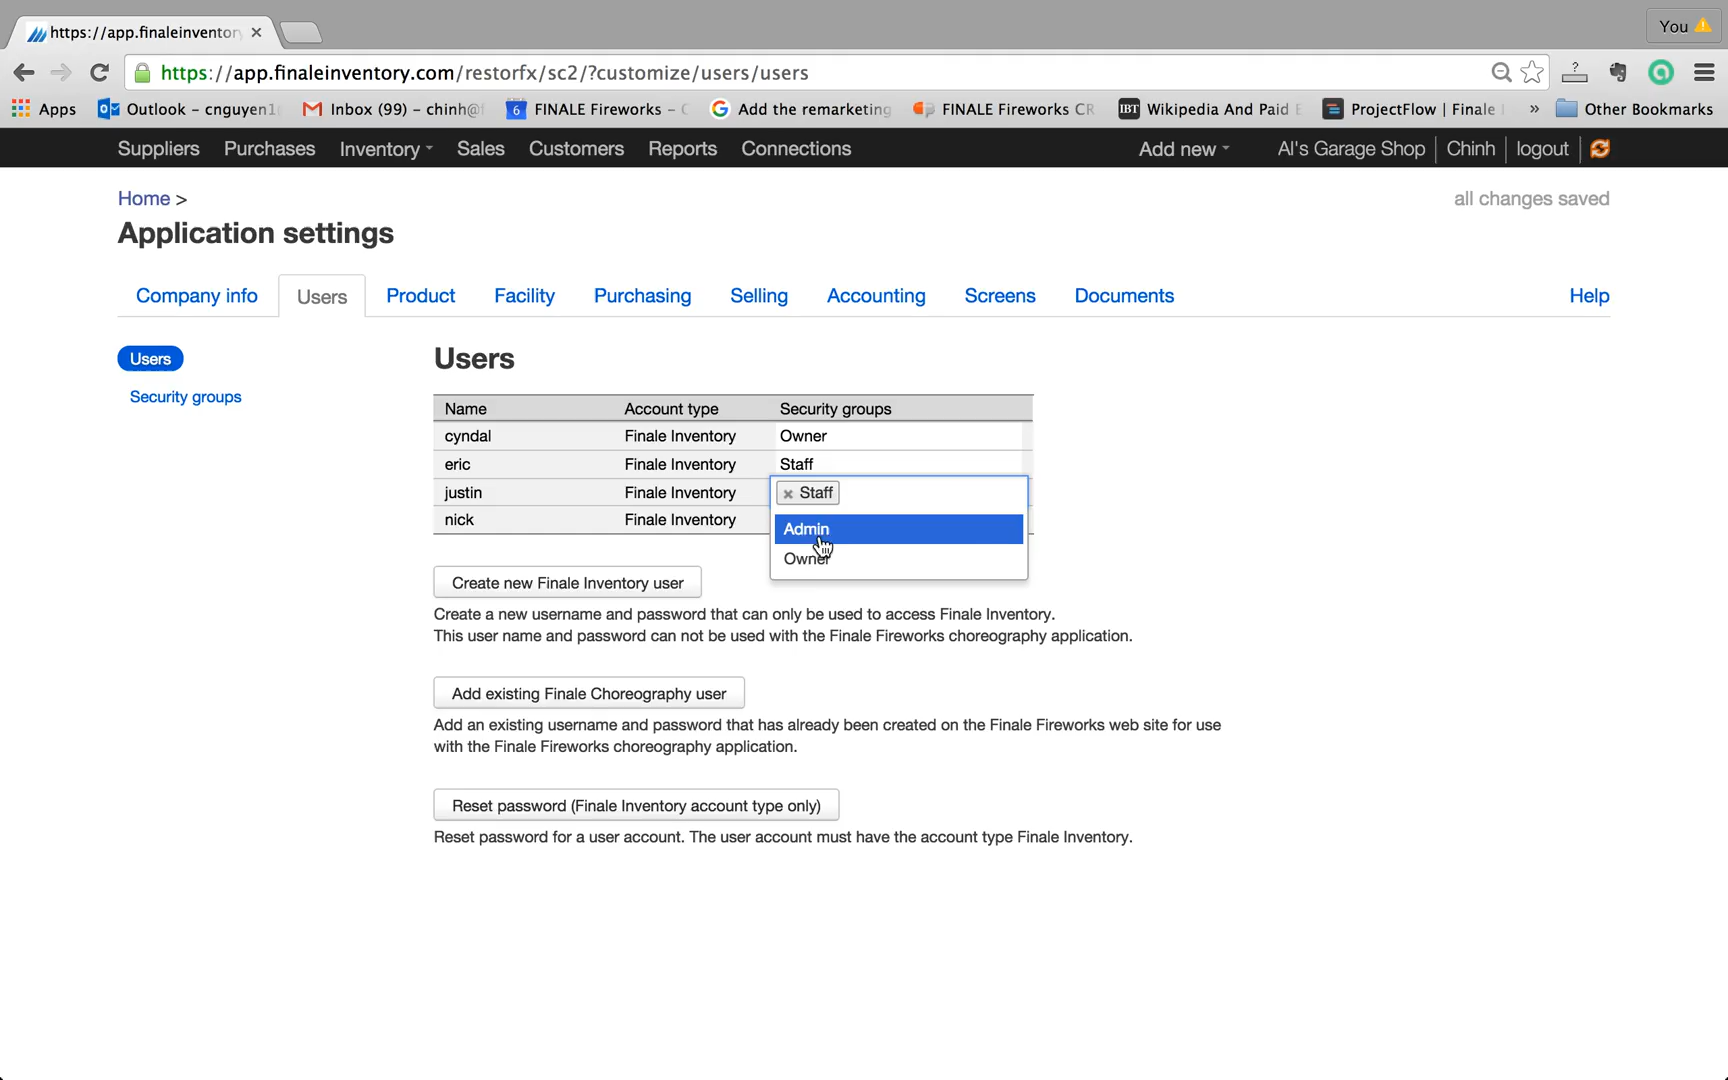 https://app.finaleinventory
You
https://app.finaleinventory.com/restorfx/sc2/?customize/users/users
Apps Outlook – cnguyen1 Inbox (99) – chinh@f 6 FINALE Fireworks – C Add the remarketing FINALE Fireworks CR IBT Wikipedia And Paid E ProjectFlow | Finale » Other Bookmarks
Suppliers Purchases Inventory Sales Customers Reports Connections Add new Al's Garage Shop Chinh logout
Home > all changes saved
Application settings
Company info Users Product Facility Purchasing Selling Accounting Screens Documents Help
Users
Security groups
Users
Name Account type Security groups
cyndal Finale Inventory Owner
eric Finale Inventory Staff
justin Finale Inventory × Staff
nick Finale Inventory
Admin
Owner
Create new Finale Inventory user
Create a new username and password that can only be used to access Finale Inventory.
This user name and password can not be used with the Finale Fireworks choreography application.
Add existing Finale Choreography user
Add an existing username and password that has already been created on the Finale Fireworks web site for use
with the Finale Fireworks choreography application.
Reset password (Finale Inventory account type only)
Reset password for a user account. The user account must have the account type Finale Inventory.